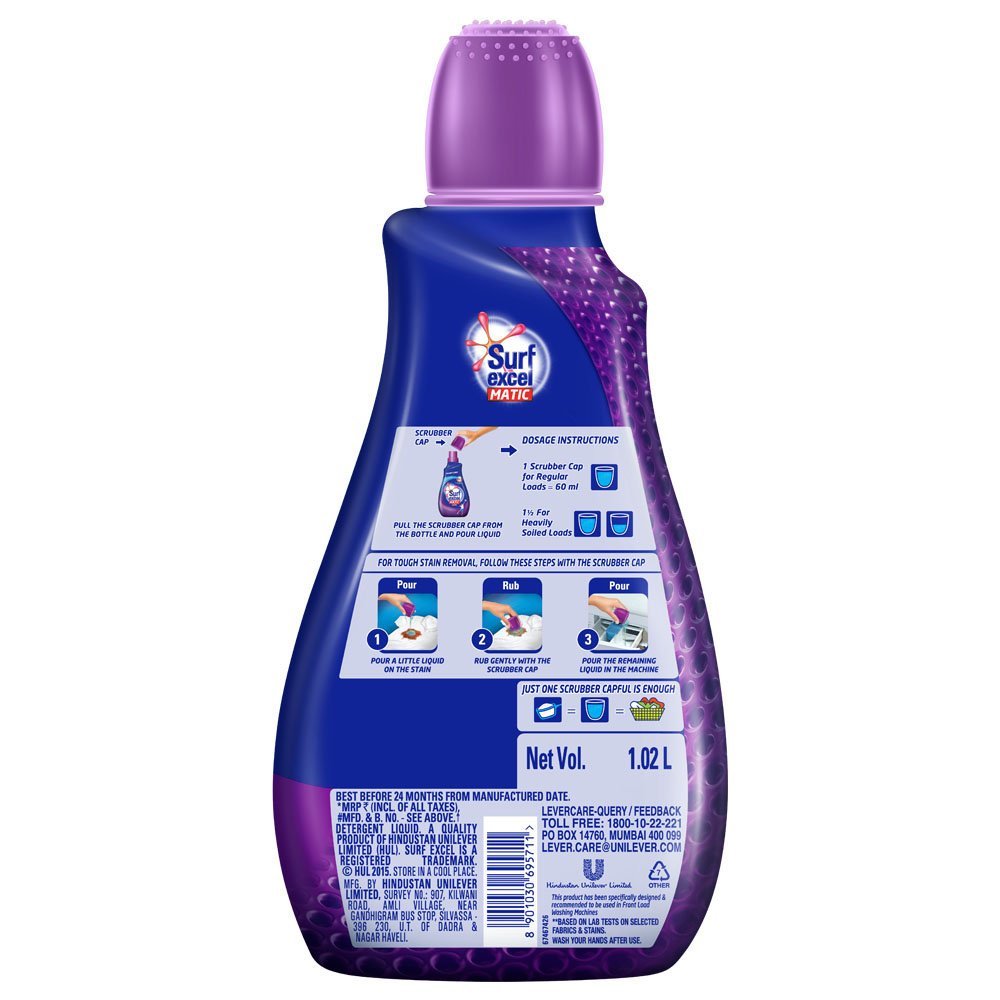 Surf
excel
MATIC
SCRUBBER
CAP
DOSAGE INSTRUCTIONS
1 Scrubber Cap
for Regular
Loads = 60 ml
1½ For
Heavily
Soiled Loads
Surf
excel
PULL THE SCRUBBER CAP FROM
THE BOTTLE AND POUR LIQUID
FOR TOUGH STAIN REMOVAL, FOLLOW THESE STEPS WITH THE SCRUBBER CAP
Pour
1
POUR A LITTLE LIQUID
ON THE STAIN
Rub
2
RUB GENTLY WITH THE
SCRUBBER CAP
Pour
3
POUR THE REMAINING
LIQUID IN THE MACHINE
JUST ONE SCRUBBER CAPFUL IS ENOUGH
= =
Net Vol. 1.02 L
BEST BEFORE 24 MONTHS FROM MANUFACTURED DATE.
*MRP ₹ (INCL. OF ALL TAXES),
#MFD. & B. NO. - SEE ABOVE.†
DETERGENT LIQUID. A QUALITY
PRODUCT OF HINDUSTAN UNILEVER
LIMITED (HUL). SURF EXCEL IS A
REGISTERED TRADEMARK.
© HUL 2015. STORE IN A COOL PLACE.
MFG. BY HINDUSTAN UNILEVER
LIMITED, SURVEY NO.: 907, KILWANI
ROAD, AMLI VILLAGE, NEAR
GANDHIGRAM BUS STOP, SILVASSA -
396 230, U.T. OF DADRA &
NAGAR HAVELI.
8 901030 695711 >
67467426
LEVERCARE-QUERY / FEEDBACK
TOLL FREE: 1800-10-22-221
PO BOX 14760, MUMBAI 400 099
LEVER.CARE@UNILEVER.COM
Hindustan Unilever Limited
7
OTHER
This product has been specifically designed &
recommended to be used in Front Load
Washing Machines
**BASED ON LAB TESTS ON SELECTED
FABRICS & STAINS.
WASH YOUR HANDS AFTER USE.